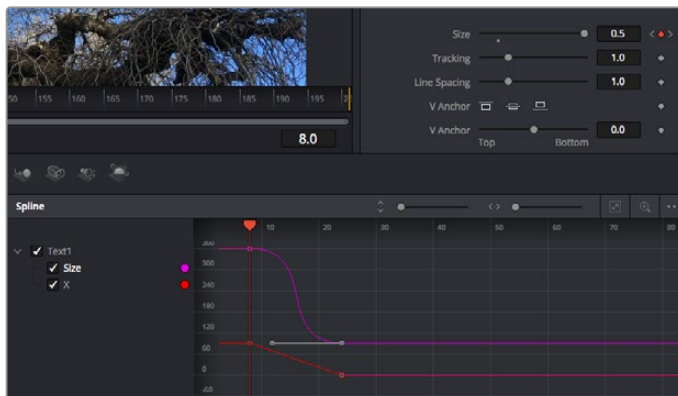 Size 0.5
Tracking 1.0
Line Spacing 1.0
V Anchor
V Anchor 0.0
Top Bottom
50 155 160 165 170 175 180 185 190 195
8.0
Spline
10 20 30 40 50 60 70 80
Text1
Size
X
300
240
180
120
60
0
-60